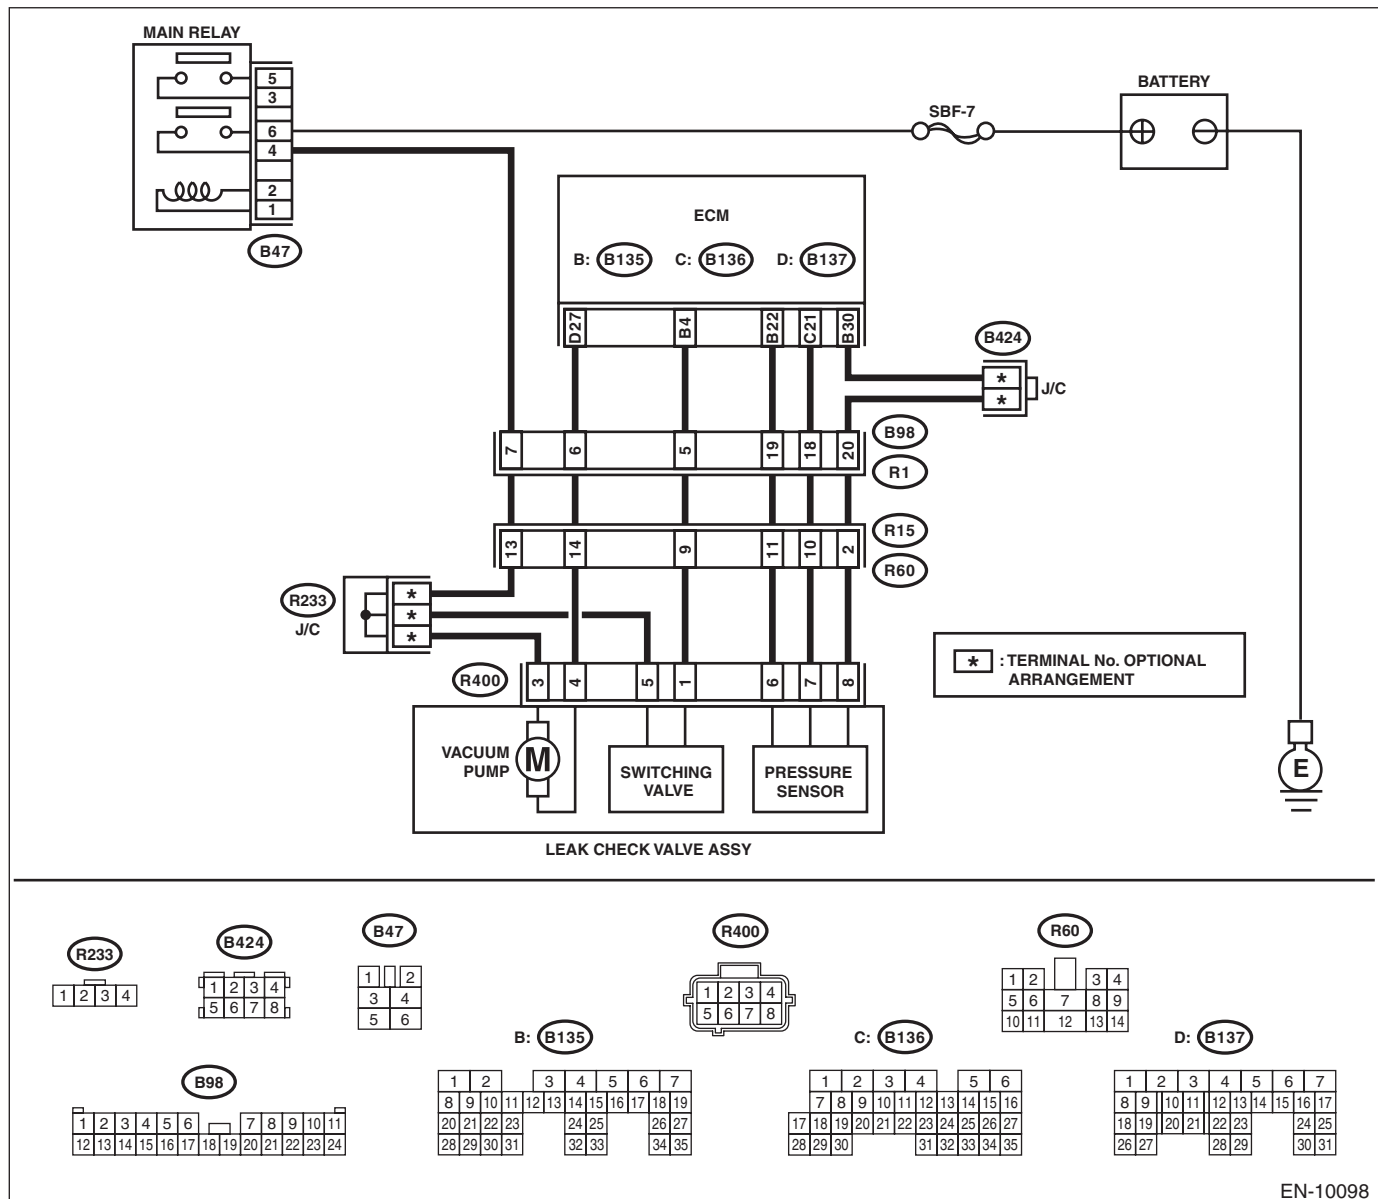 MAIN RELAY
5
3
6
4
2
1
B47
SBF-7
BATTERY
ECM
B: B135 C: B136 D: B137
D27 B4 B22 C21 B30
B424
*
*
J/C
7 6 5 19 18 20
B98
R1
13 14 9 11 10 2
R15
R60
R233
J/C
*
*
*
* : TERMINAL No. OPTIONAL
ARRANGEMENT
R400
3 4 5 1 6 7 8
VACUUM
PUMP
M
SWITCHING
VALVE
PRESSURE
SENSOR
E
LEAK CHECK VALVE ASSY
R233
1 2 3 4
B424
1 2 3 4
5 6 7 8
B47
1 2
3 4
5 6
R400
1 2 3 4
5 6 7 8
R60
1 2 3 4
5 6 7 8 9
10 11 12 13 14
B98
1 2 3 4 5 6 7 8 9 10 11
12 13 14 15 16 17 18 19 20 21 22 23 24
B: B135
1 2 3 4 5 6 7
8 9 10 11 12 13 14 15 16 17 18 19
20 21 22 23 24 25 26 27
28 29 30 31 32 33 34 35
C: B136
1 2 3 4 5 6
7 8 9 10 11 12 13 14 15 16
17 18 19 20 21 22 23 24 25 26 27
28 29 30 31 32 33 34 35
D: B137
1 2 3 4 5 6 7
8 9 10 11 12 13 14 15 16 17
18 19 20 21 22 23 24 25
26 27 28 29 30 31
EN-10098